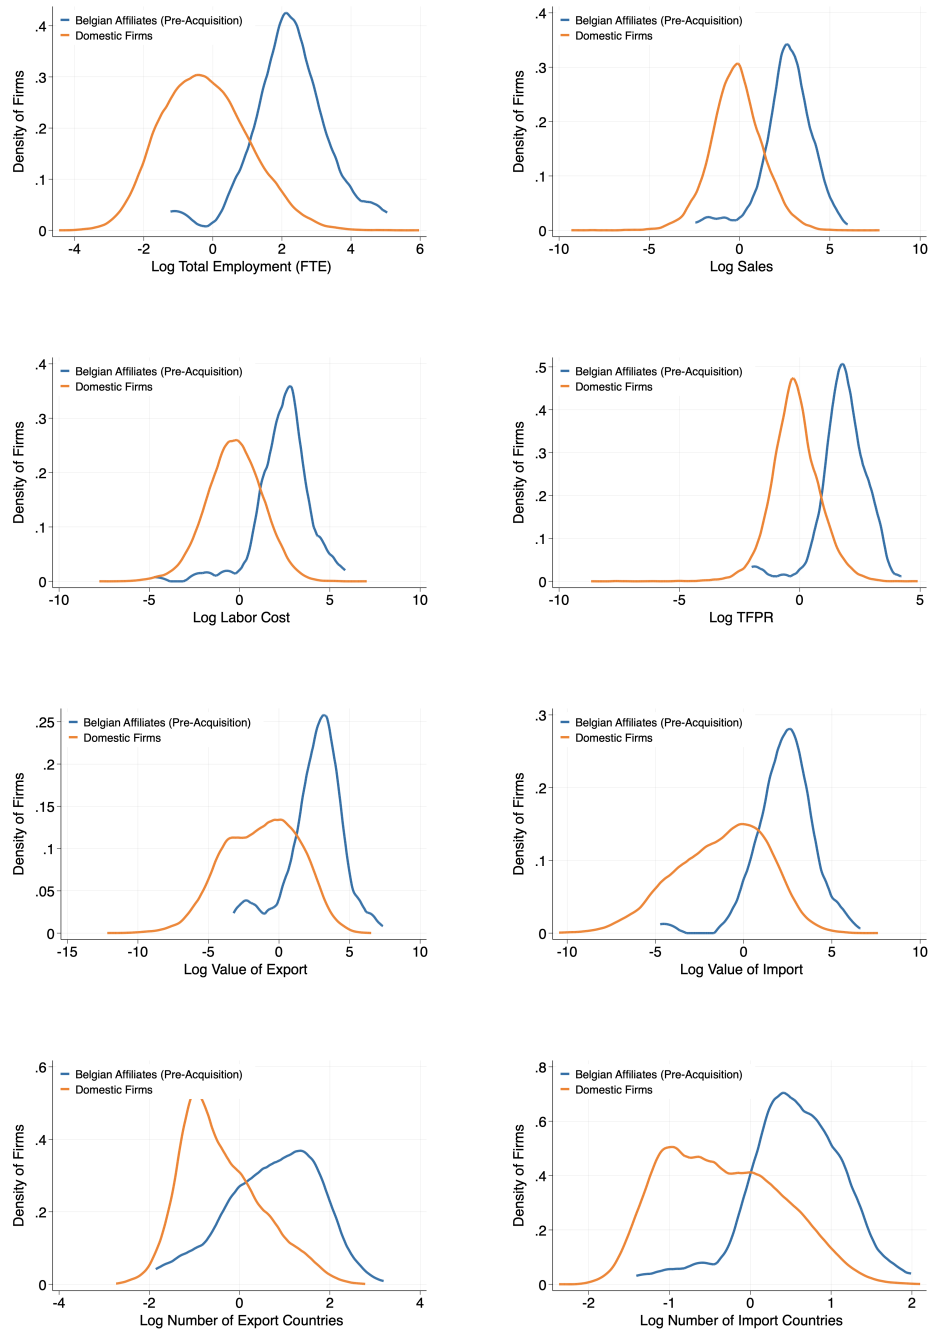 Belgian Affiliates (Pre-Acquisition)
Domestic Firms
Density of Firms
.4
.3
.2
.1
0
-4 -2 0 2 4 6
Log Total Employment (FTE)
Belgian Affiliates (Pre-Acquisition)
Domestic Firms
Density of Firms
.4
.3
.2
.1
0
-10 -5 0 5 10
Log Sales
Belgian Affiliates (Pre-Acquisition)
Domestic Firms
Density of Firms
.4
.3
.2
.1
0
-10 -5 0 5 10
Log Labor Cost
Belgian Affiliates (Pre-Acquisition)
Domestic Firms
Density of Firms
.5
.4
.3
.2
.1
0
-10 -5 0 5
Log TFPR
Belgian Affiliates (Pre-Acquisition)
Domestic Firms
Density of Firms
.25
.2
.15
.1
.05
0
-15 -10 -5 0 5 10
Log Value of Export
Belgian Affiliates (Pre-Acquisition)
Domestic Firms
Density of Firms
.3
.2
.1
0
-10 -5 0 5 10
Log Value of Import
Belgian Affiliates (Pre-Acquisition)
Domestic Firms
Density of Firms
.6
.4
.2
0
-4 -2 0 2 4
Log Number of Export Countries
Belgian Affiliates (Pre-Acquisition)
Domestic Firms
Density of Firms
.8
.6
.4
.2
0
-2 -1 0 1 2
Log Number of Import Countries